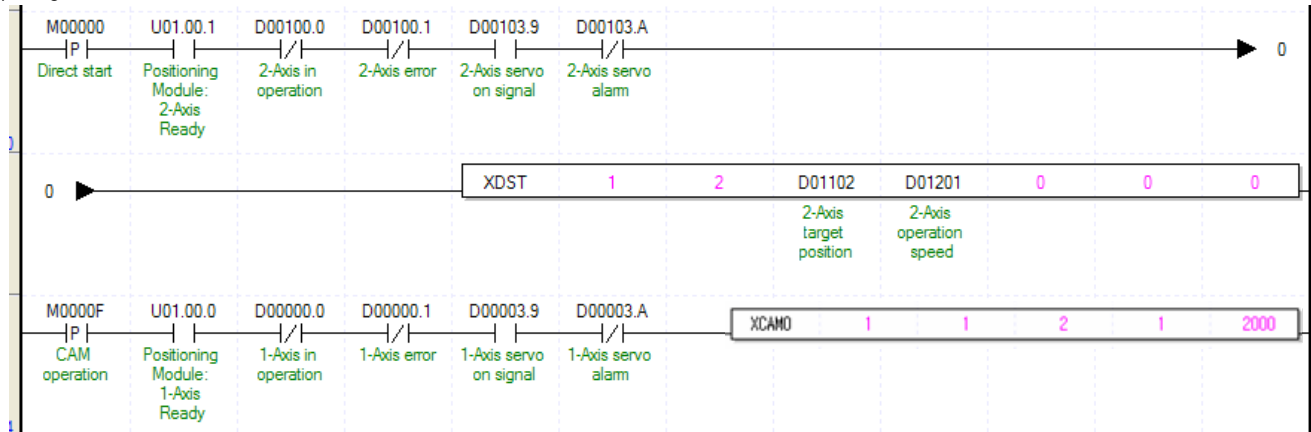 M00000 U01.00.1 D00100.0 D00100.1 D00103.9 D00103.A
P
0
Direct start Positioning 2-Axis in 2-Axis error 2-Axis servo 2-Axis servo
Module: operation on signal alarm
2-Axis
Ready
0 XDST 1 2 D01102 D01201 0 0 0
2-Axis 2-Axis
target operation
position speed
M0000F U01.00.0 D00000.0 D00000.1 D00003.9 D00003.A
P
XCAMO 1 1 2 1 2000
CAM Positioning 1-Axis in 1-Axis error 1-Axis servo 1-Axis servo
operation Module: operation on signal alarm
1-Axis
Ready